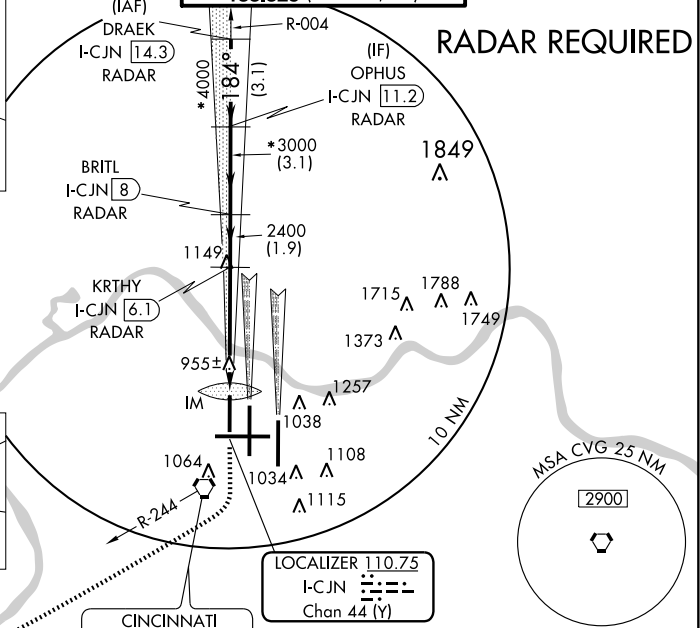 (IAF)
DRAEK
I-CJN 14.3
RADAR
R-004
RADAR REQUIRED
(IF)
OPHUS
I-CJN 11.2
RADAR
*4000
184°
(3.1)
*3000
(3.1)
1849
BRITL
I-CJN 8
RADAR
2400
(1.9)
1149
KRTHY
I-CJN 6.1
RADAR
1715
1788
1749
1373
955±
IM
1257
1038
10 NM
1064
1034
1108
1115
R-244
MSA CVG 25 NM
2900
LOCALIZER 110.75
I-CJN
Chan 44 (Y)
CINCINNATI